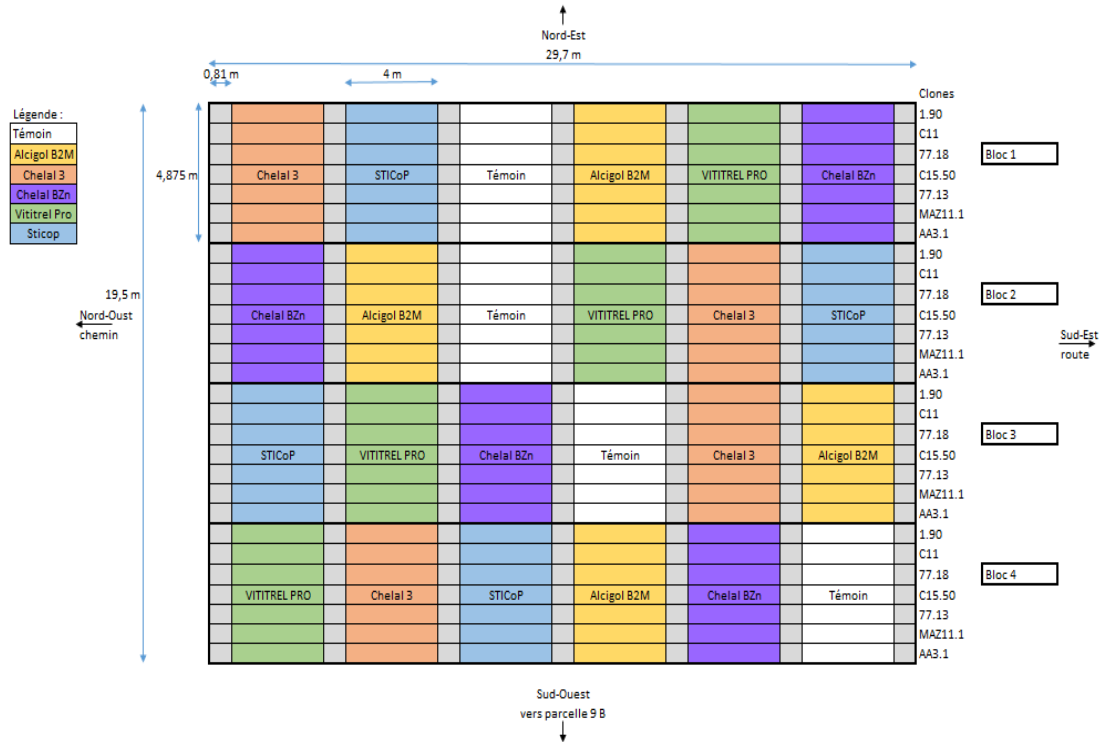 Nord-Est
29,7 m
0,81 m
4 m
Clones
Légende :
Témoin
Alcigol B2M
Chelal 3
Chelal BZn
Vititrel Pro
Sticop
4,875 m
19,5 m
Nord-Oust
chemin
Sud-Est
route
1.90
C11
77.18 Bloc 1
Chelal 3 STICoP Témoin Alcigol B2M VITITREL PRO Chelal BZn C15.50
77.13
MAZ11.1
AA3.1
1.90
C11
77.18 Bloc 2
Chelal BZn Alcigol B2M Témoin VITITREL PRO Chelal 3 STICoP C15.50
77.13
MAZ11.1
AA3.1
1.90
C11
77.18 Bloc 3
STICoP VITITREL PRO Chelal BZn Témoin Chelal 3 Alcigol B2M C15.50
77.13
MAZ11.1
AA3.1
1.90
C11
77.18 Bloc 4
VITITREL PRO Chelal 3 STICoP Alcigol B2M Chelal BZn Témoin C15.50
77.13
MAZ11.1
AA3.1
Sud-Ouest
vers parcelle 9 B